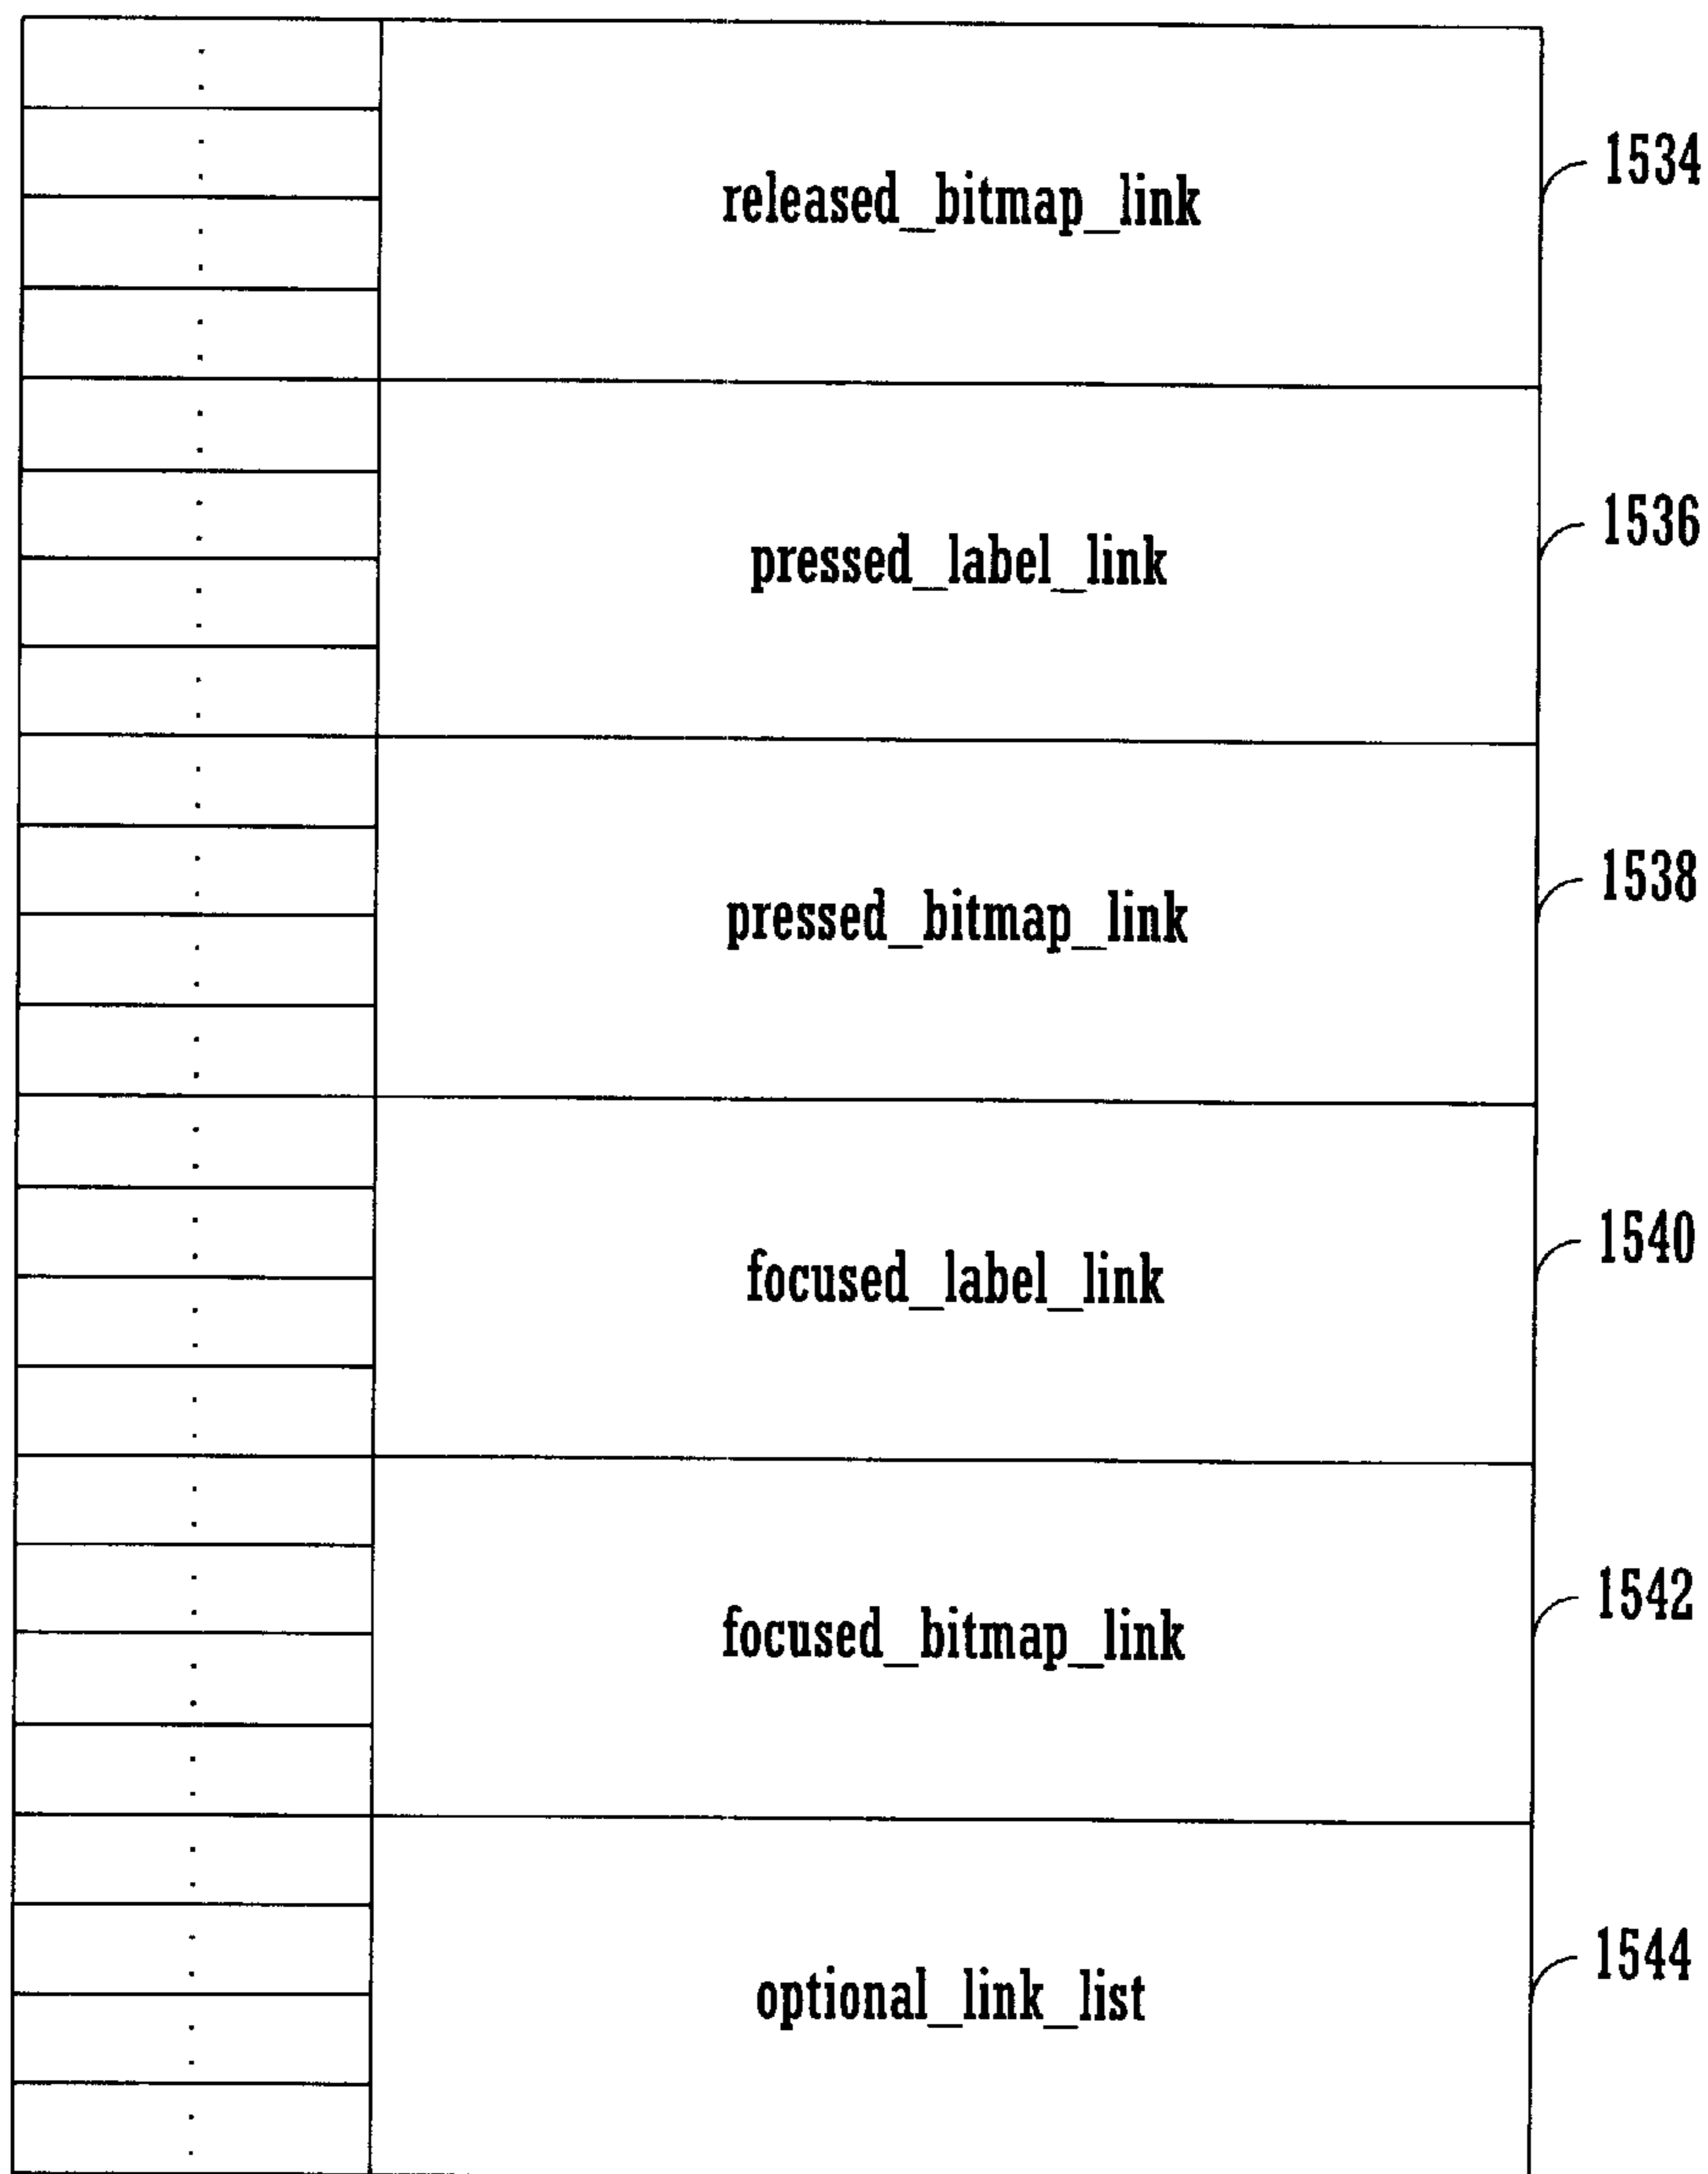 released_bitmap_link
1534
pressed_label_link
1536
pressed_bitmap_link
1538
focused_label_link
1540
focused_bitmap_link
1542
optional_link_list
1544